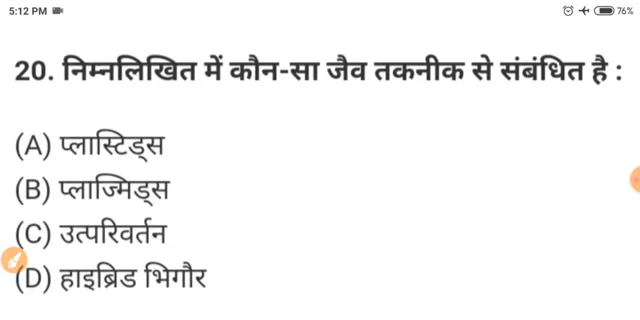 5:12 PM
76%
20. निम्नलिखित में कौन-सा जैव तकनीक से संबंधित है :
(A) प्लास्टिड्स
(B) प्लाज्मिड्स
(C) उत्परिवर्तन
(D) हाइब्रिड भिगौर